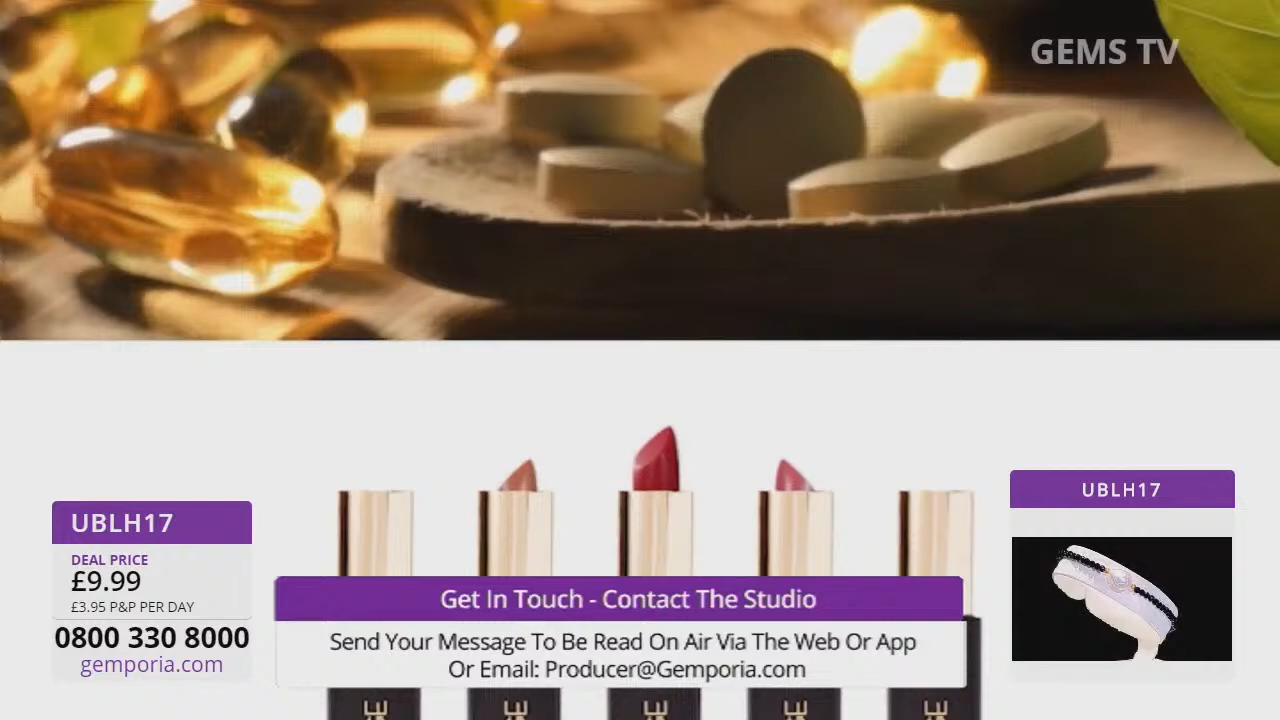 GEMS TV
UBLH17
DEAL PRICE
£9.99
£3.95 P&P PER DAY
0800 330 8000
gemporia.com
Get In Touch - Contact The Studio
Send Your Message To Be Read On Air Via The Web Or App
Or Email: Producer@Gemporia.com
UBLH17